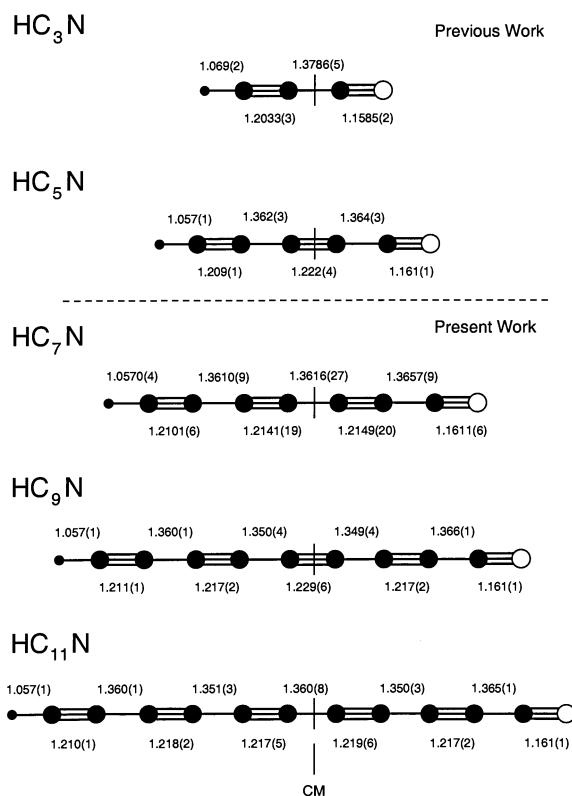 HC3N
Previous Work
1.069(2) 1.3786(5)
1.2033(3) 1.1585(2)
HC5N
1.057(1) 1.362(3) 1.364(3)
1.209(1) 1.222(4) 1.161(1)
Present Work
HC7N
1.0570(4) 1.3610(9) 1.3616(27) 1.3657(9)
1.2101(6) 1.2141(19) 1.2149(20) 1.1611(6)
HC9N
1.057(1) 1.360(1) 1.350(4) 1.349(4) 1.366(1)
1.211(1) 1.217(2) 1.229(6) 1.217(2) 1.161(1)
HC11N
1.057(1) 1.360(1) 1.351(3) 1.360(8) 1.350(3) 1.365(1)
1.210(1) 1.218(2) 1.217(5) 1.219(6) 1.217(2) 1.161(1)
CM